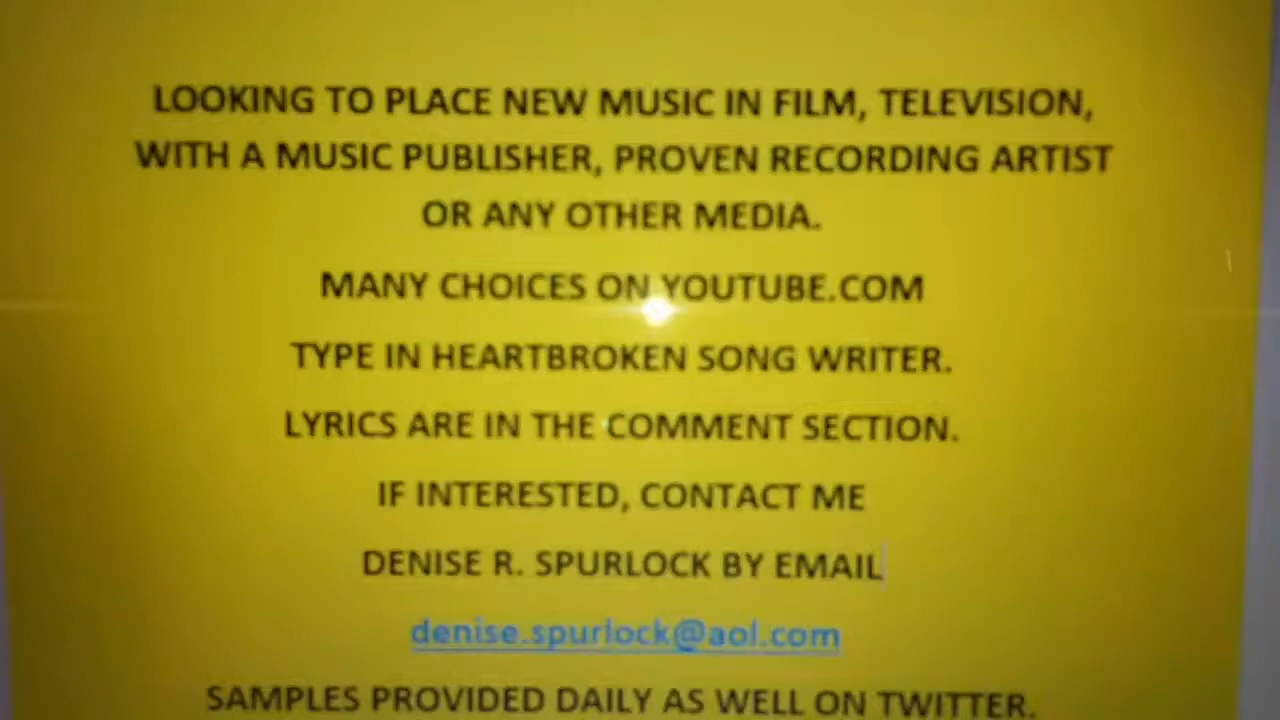 LOOKING TO PLACE NEW MUSIC IN FILM, TELEVISION,
WITH A MUSIC PUBLISHER, PROVEN RECORDING ARTIST
OR ANY OTHER MEDIA.
MANY CHOICES ON YOUTUBE.COM
TYPE IN HEARTBROKEN SONG WRITER.
LYRICS ARE IN THE COMMENT SECTION.
IF INTERESTED, CONTACT ME
DENISE R. SPURLOCK BY EMAIL
denise.spurlock@aol.com
SAMPLES PROVIDED DAILY AS WELL ON TWITTER.